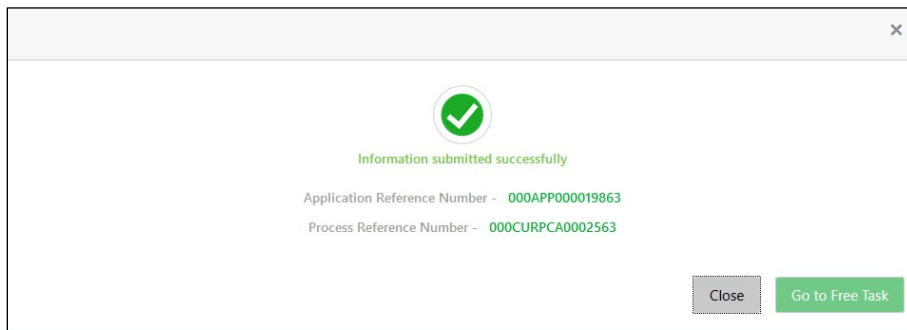 ×
Information submitted successfully
Application Reference Number - 000APP000019863
Process Reference Number - 000CURPCA0002563
Close Go to Free Task